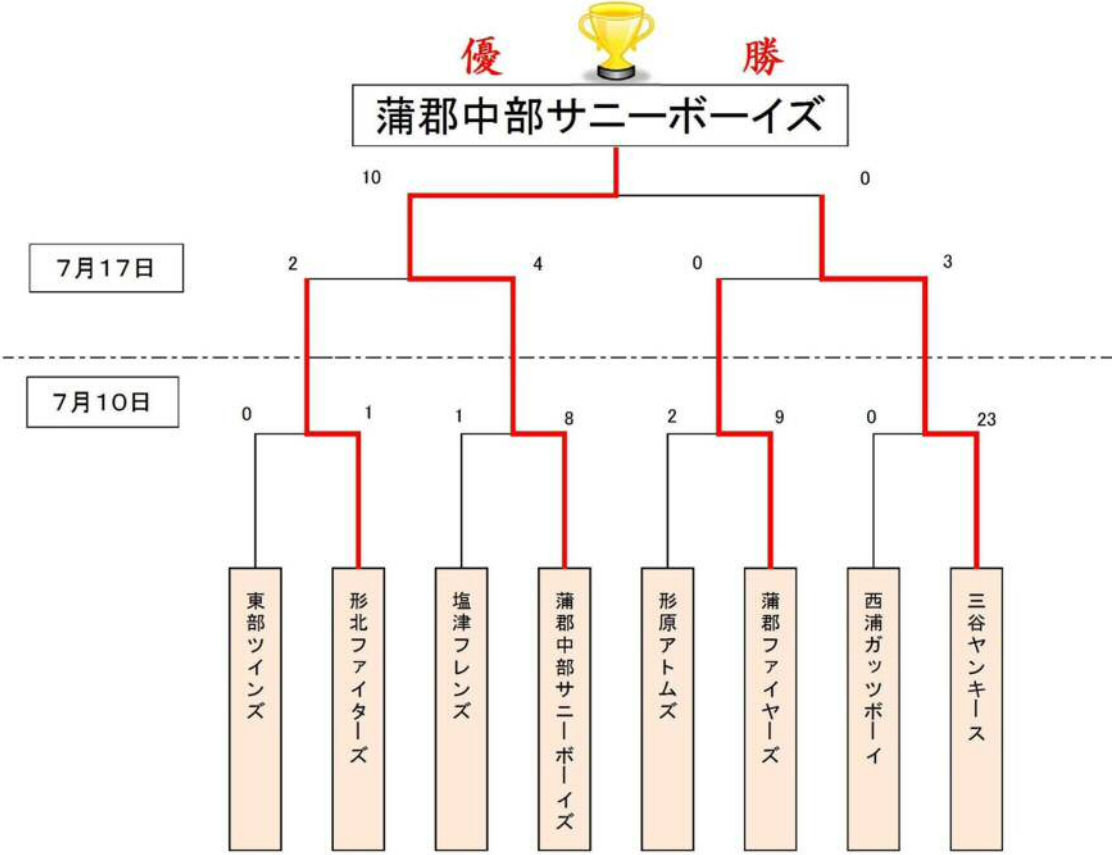 優 勝
蒲郡中部サニーボーイズ
10 0
7月17日
2 4 0 3
7月10日
0 1 1 8 2 9 0 23
東部ツインズ
形北ファイターズ
塩津フレンズ
蒲郡中部サニーボーイズ
形原アトムズ
蒲郡ファイヤーズ
西浦ガッツボーイ
三谷ヤンキース